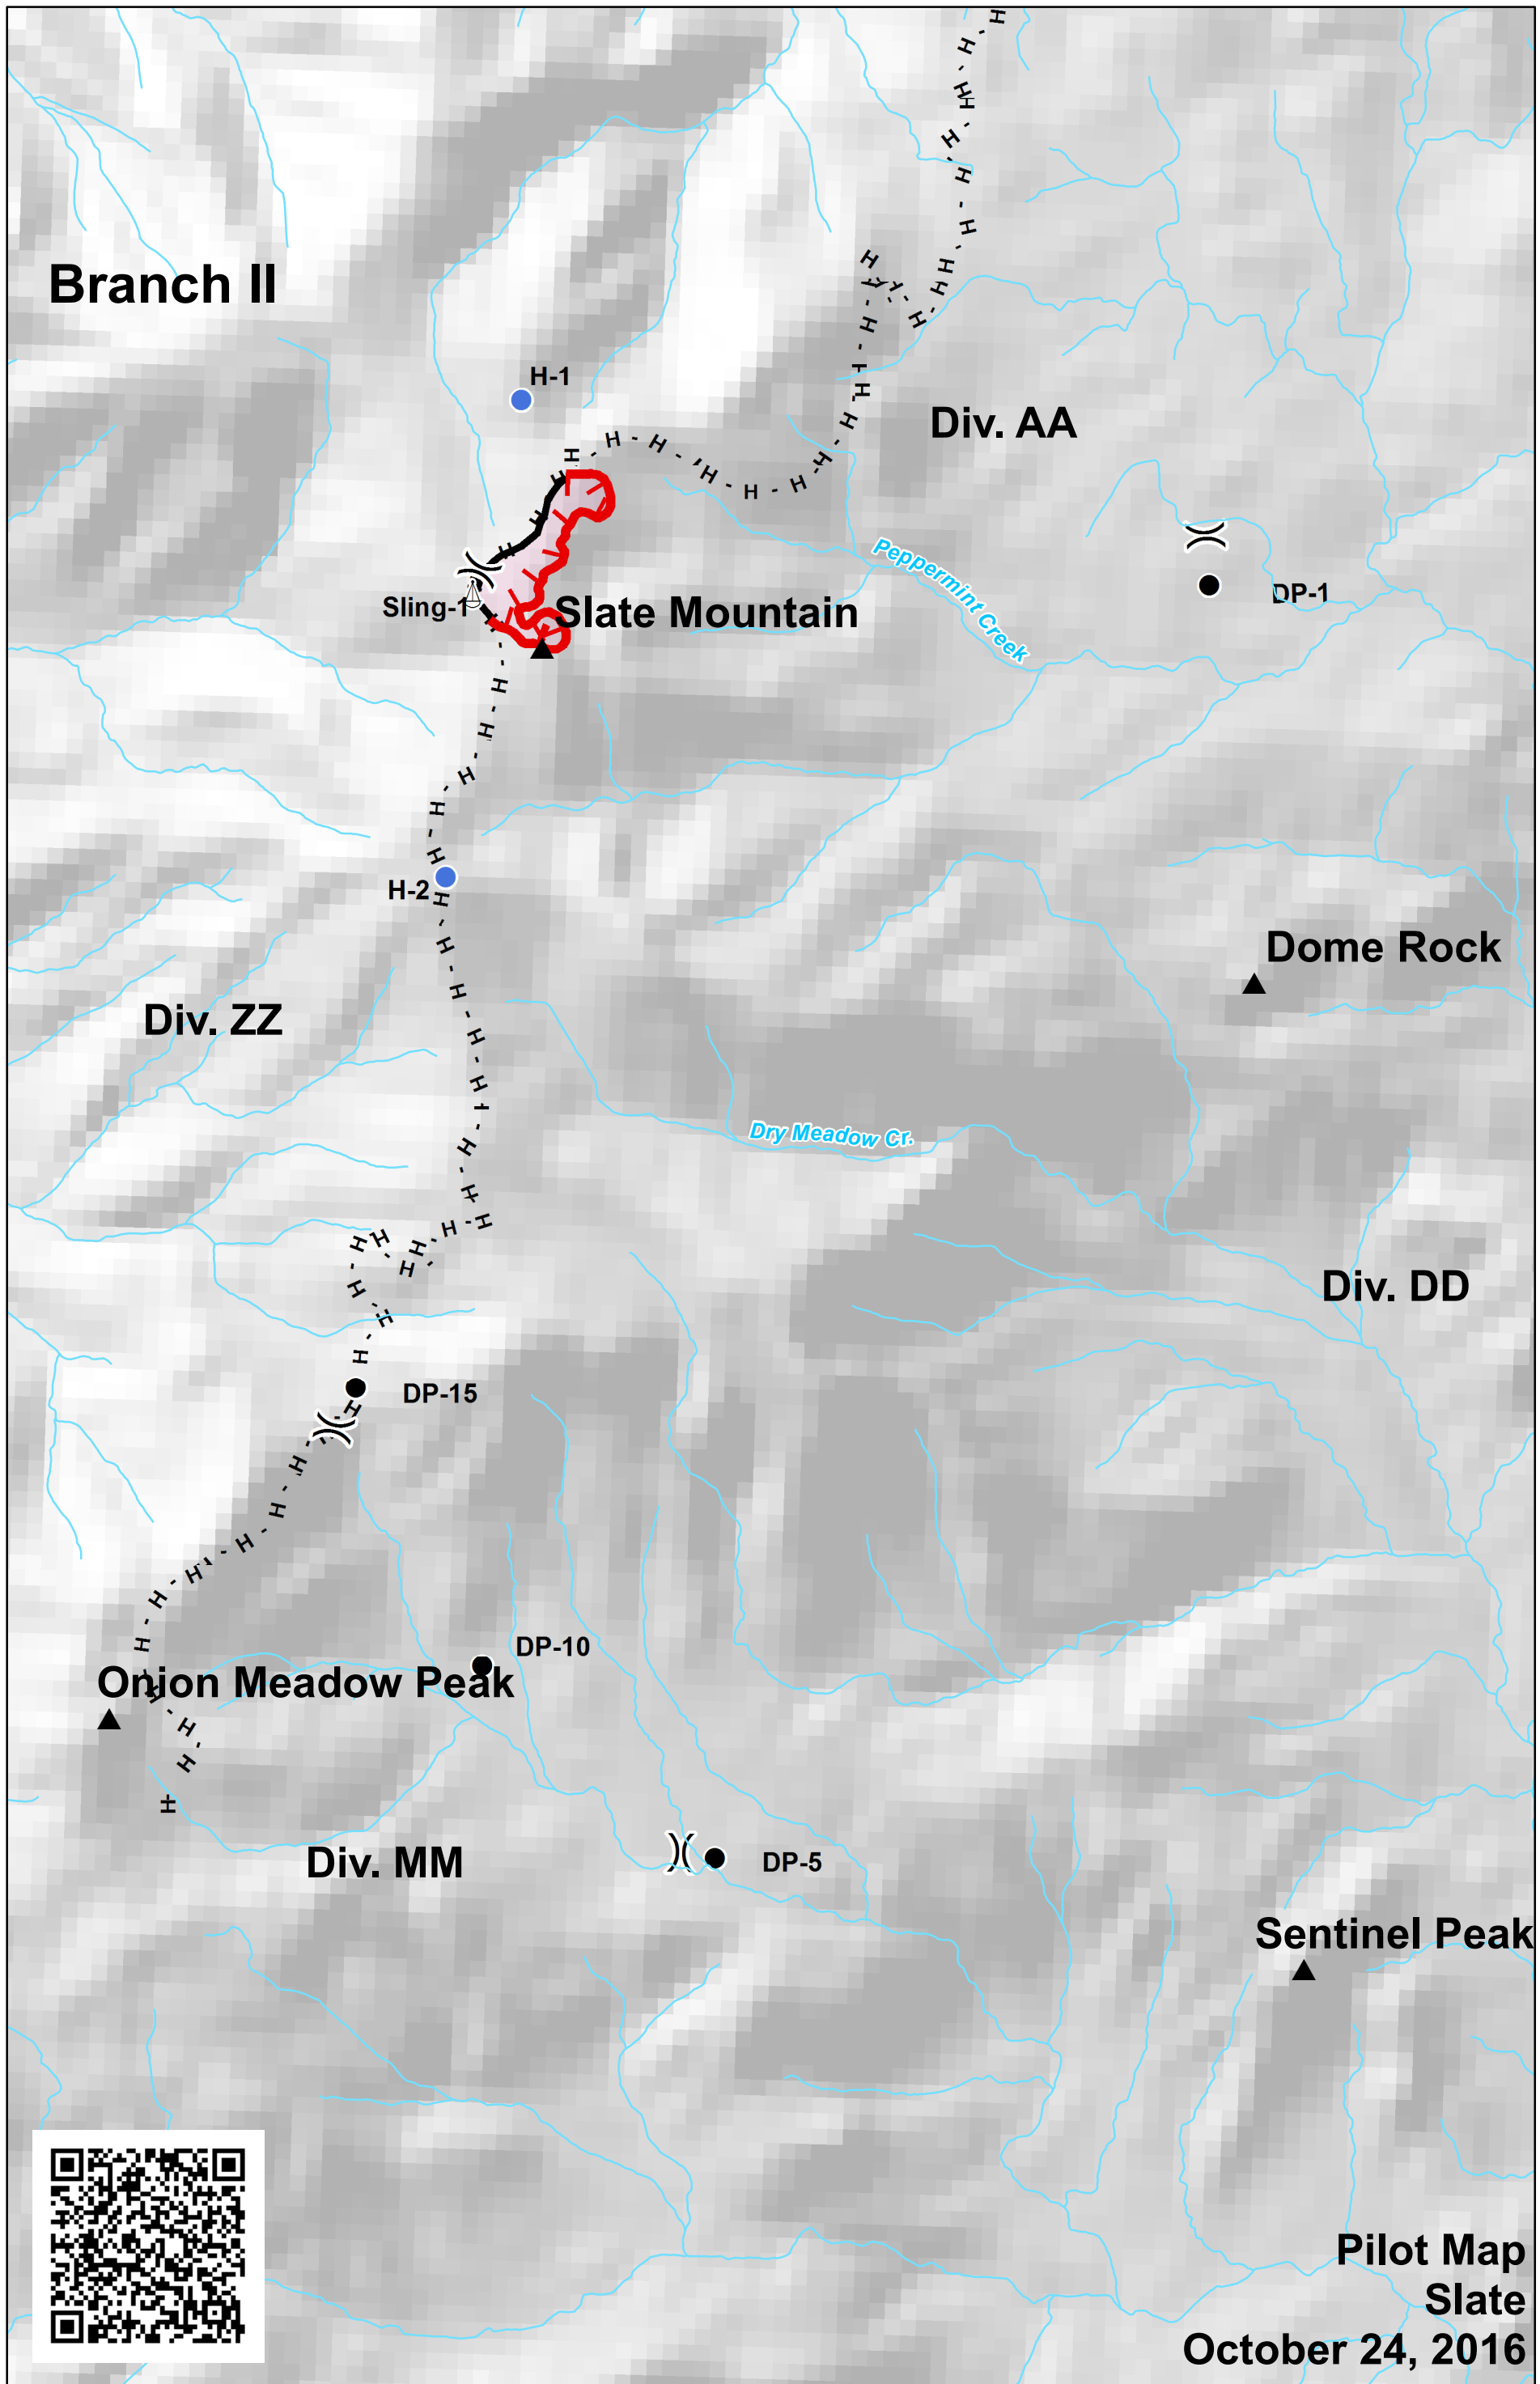 Branch II
H-1
Div. AA
Peppermint Creek
DP-1
Sling-1
Slate Mountain
H-2
Dome Rock
Div. ZZ
Dry Meadow Cr.
Div. DD
DP-15
DP-10
Onion Meadow Peak
Div. MM
DP-5
Sentinel Peak
Pilot Map
Slate
October 24, 2016